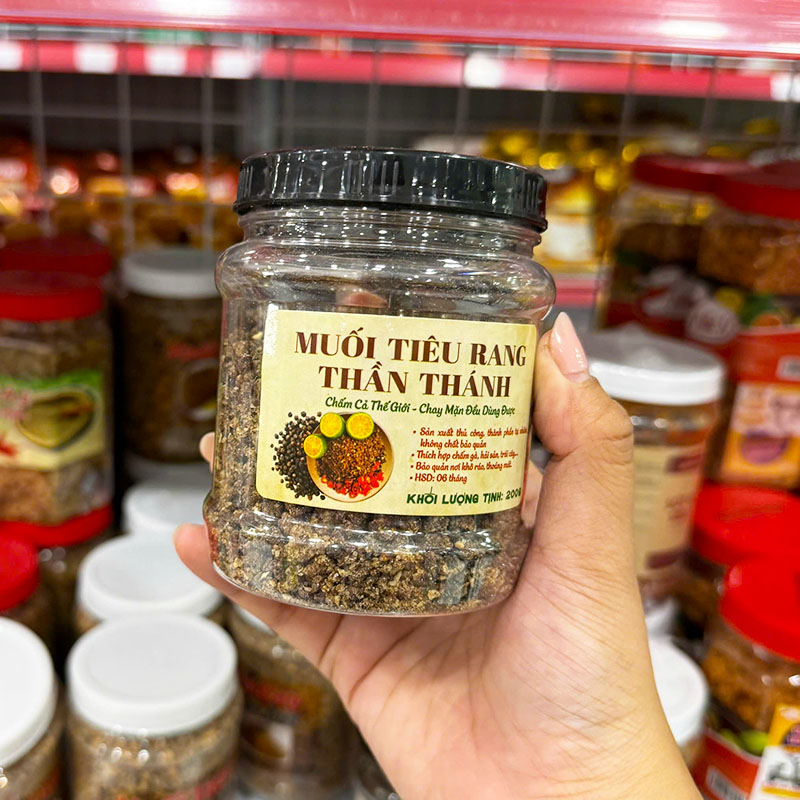 MUỐI TIÊU RANG
THẦN THÁNH
Chấm Cả Thế Giới - Chay Mặn Đều Dùng Được
• Sản xuất thủ công, thành phần tự nhiên
không chất bảo quản
• Thích hợp chấm gà, hải sản, trái cây,...
• Bảo quản nơi khô ráo, thoáng mát.
• HSD: 06 tháng
KHỐI LƯỢNG TỊNH: 200g